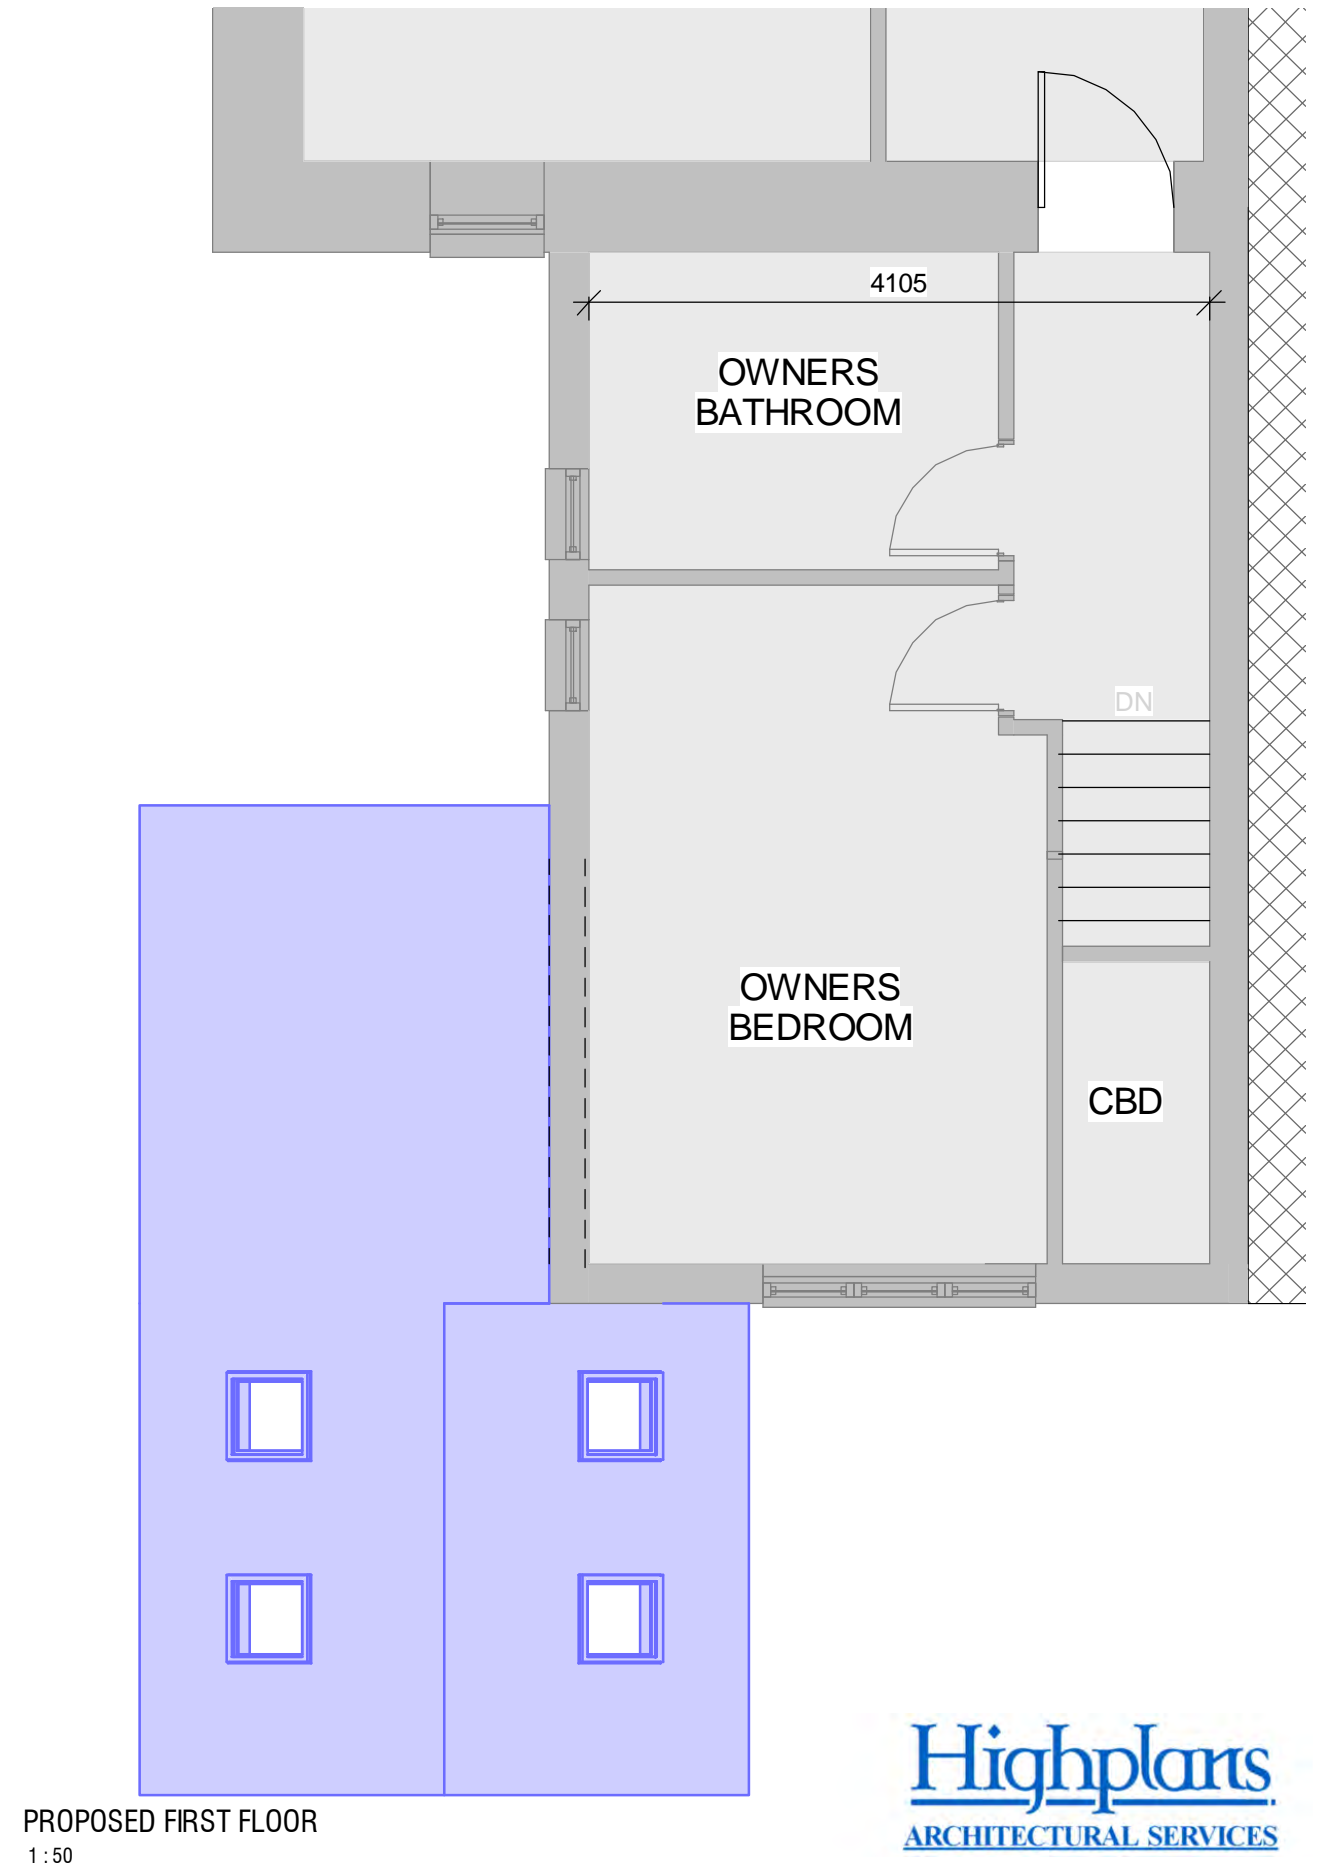 4105
OWNERS
BATHROOM
DN
OWNERS
BEDROOM
CBD
PROPOSED FIRST FLOOR
1 : 50
Highplans
ARCHITECTURAL SERVICES